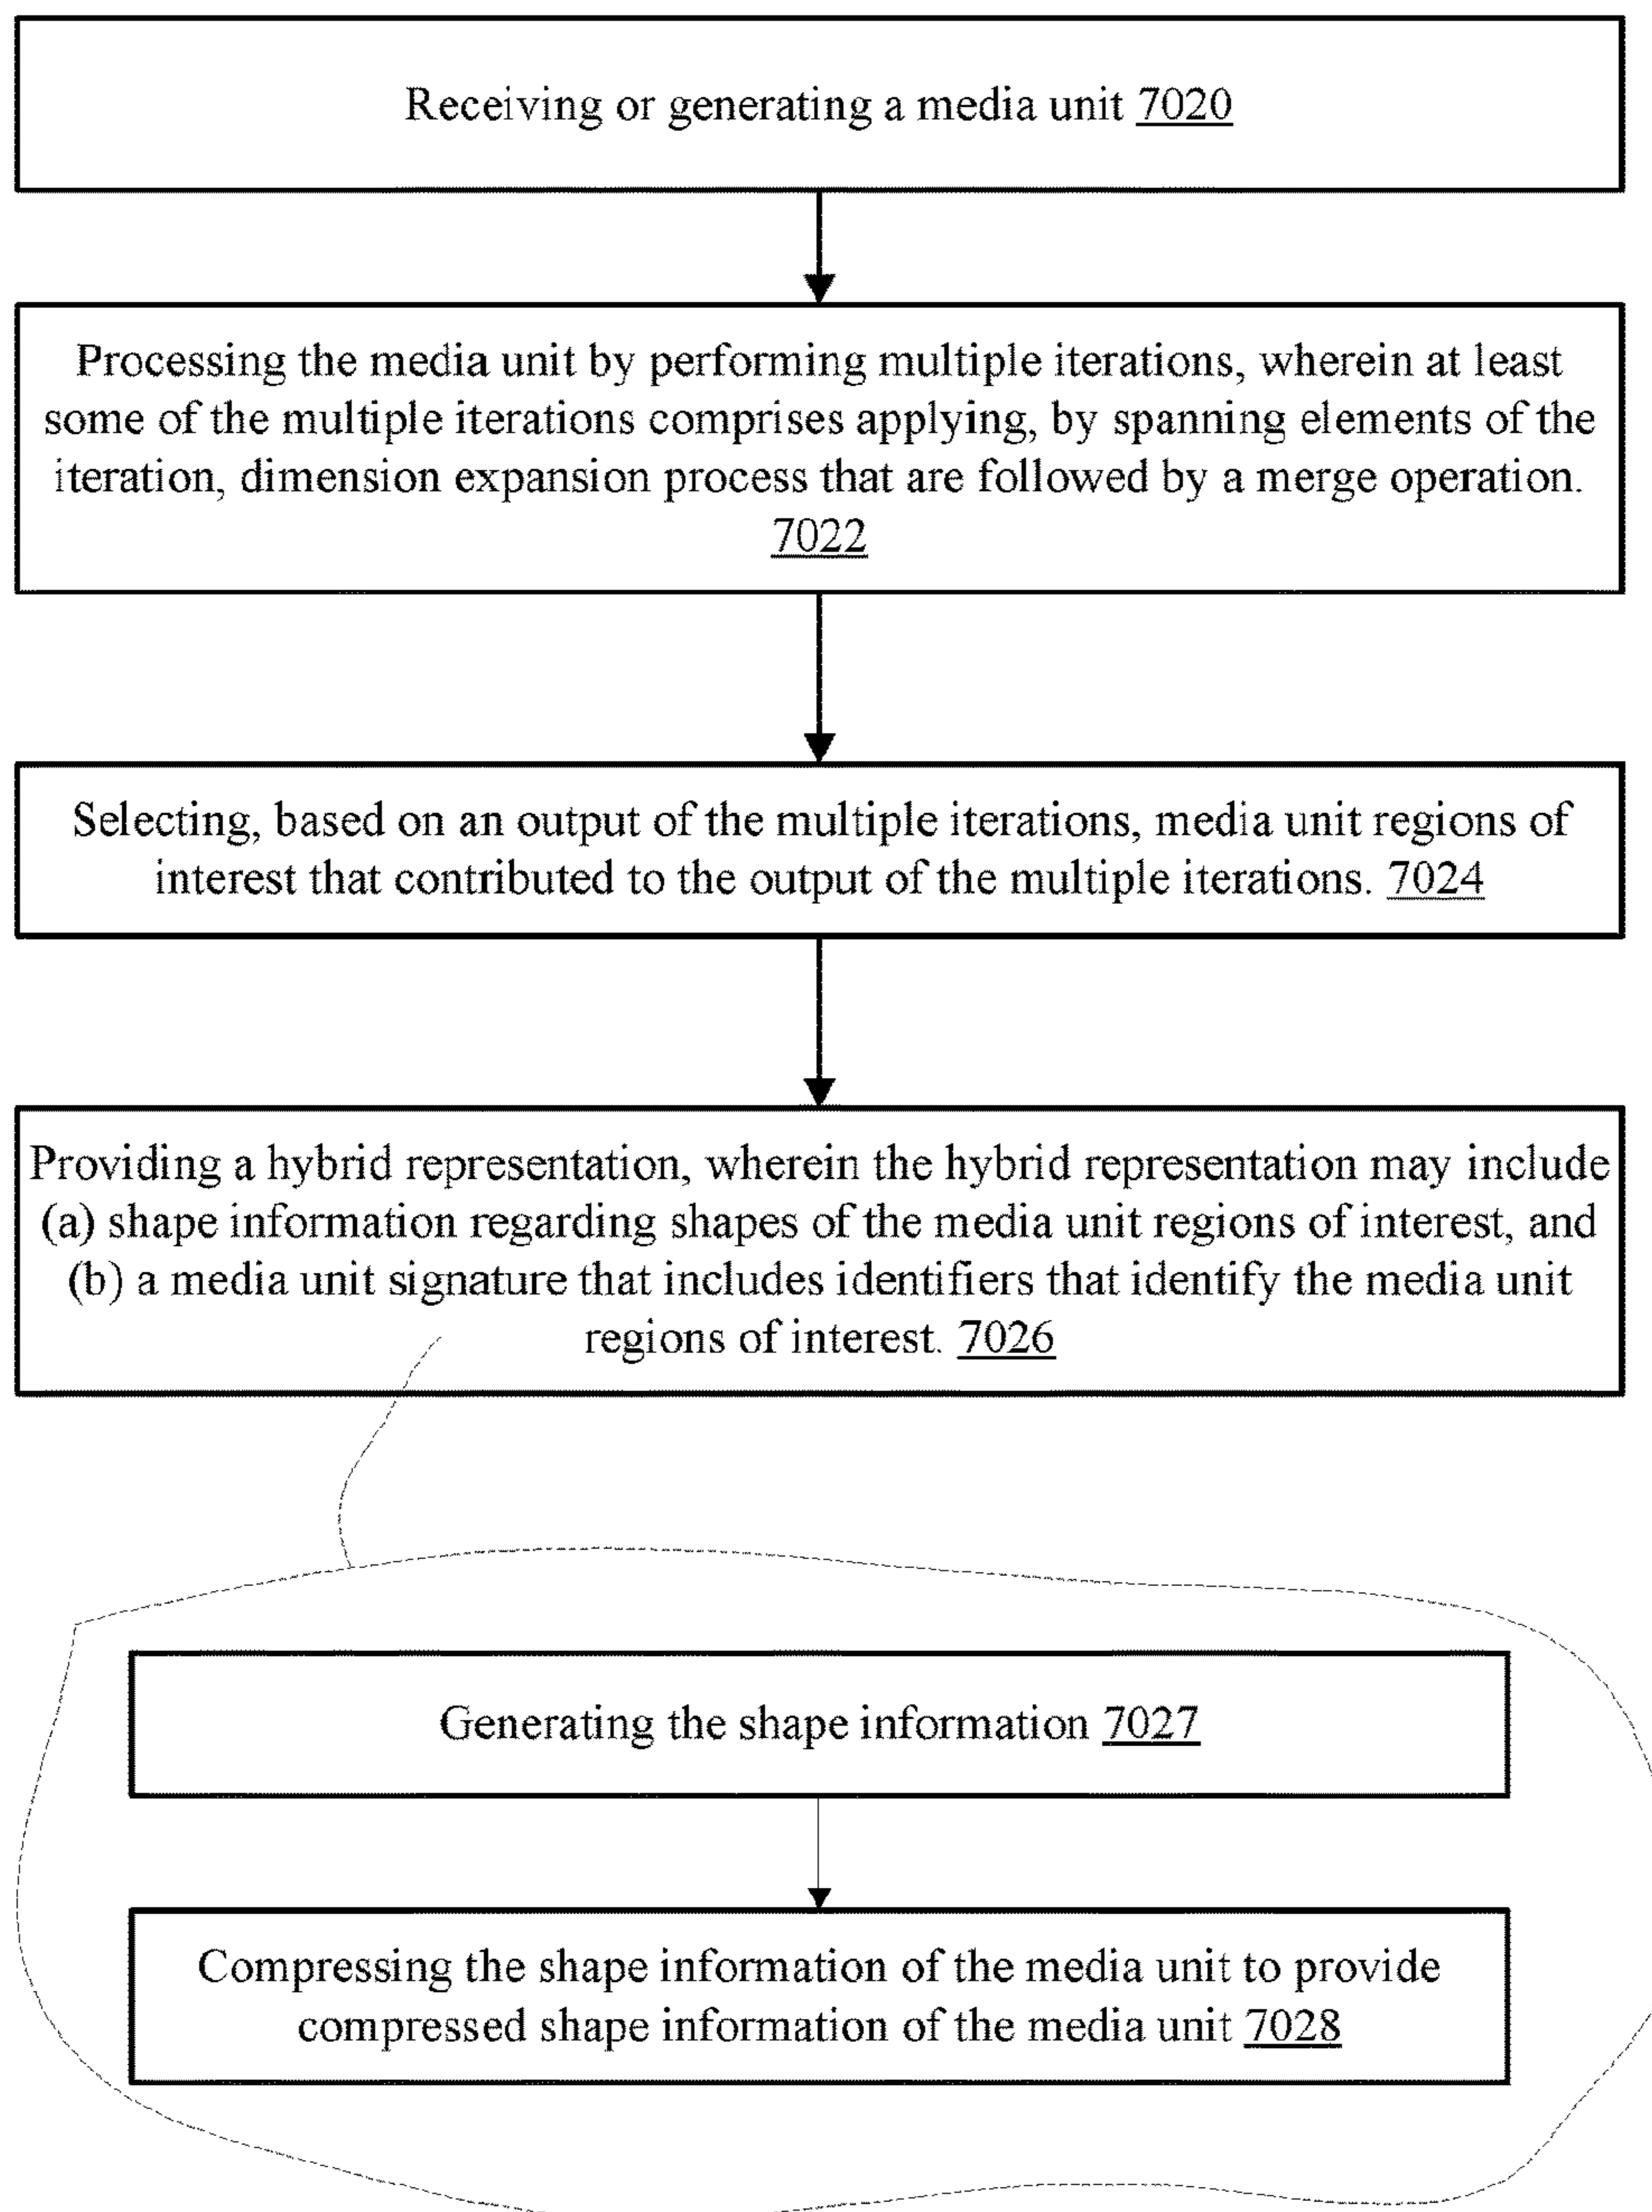 Receiving or generating a media unit 7020
Processing the media unit by performing multiple iterations, wherein at least
some of the multiple iterations comprises applying, by spanning elements of the
iteration, dimension expansion process that are followed by a merge operation.
7022
Selecting, based on an output of the multiple iterations, media unit regions of
interest that contributed to the output of the multiple iterations. 7024
Providing a hybrid representation, wherein the hybrid representation may include
(a) shape information regarding shapes of the media unit regions of interest, and
(b) a media unit signature that includes identifiers that identify the media unit
regions of interest. 7026
Generating the shape information 7027
Compressing the shape information of the media unit to provide
compressed shape information of the media unit 7028